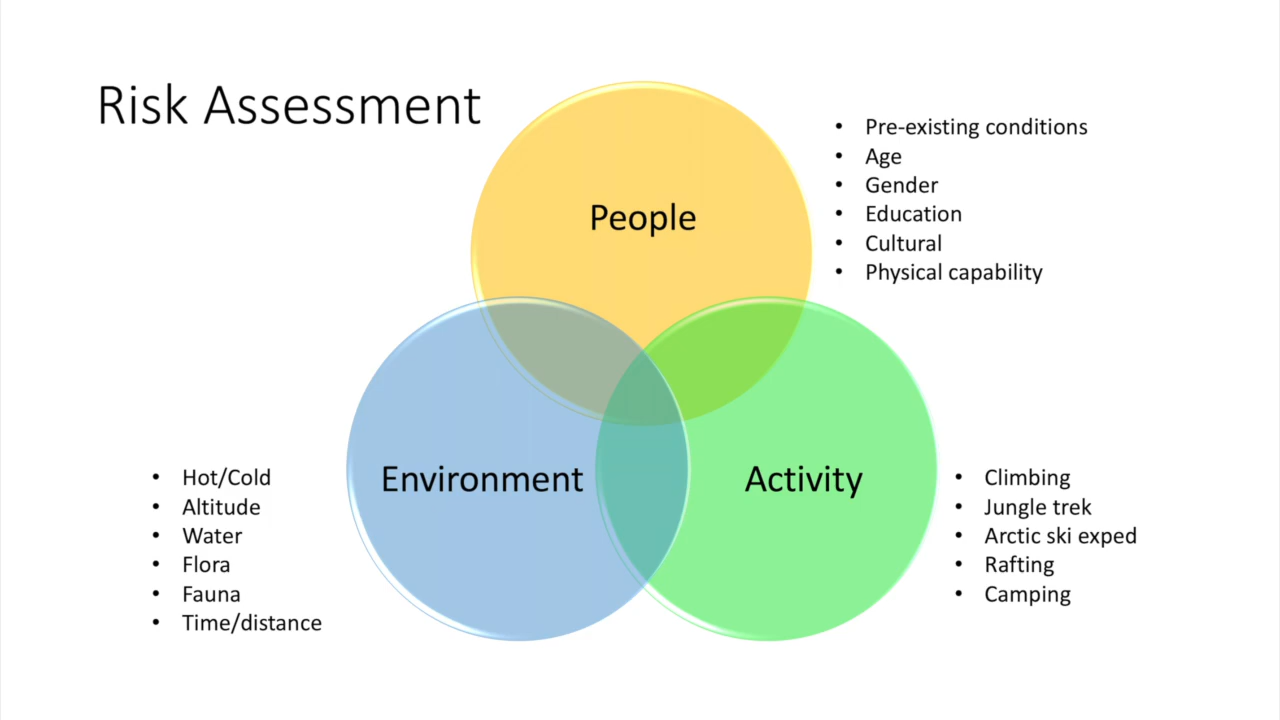 Risk Assessment
People
• Pre-existing conditions
• Age
• Gender
• Education
• Cultural
• Physical capability
Environment
• Hot/Cold
• Altitude
• Water
• Flora
• Fauna
• Time/distance
Activity
• Climbing
• Jungle trek
• Arctic ski exped
• Rafting
• Camping